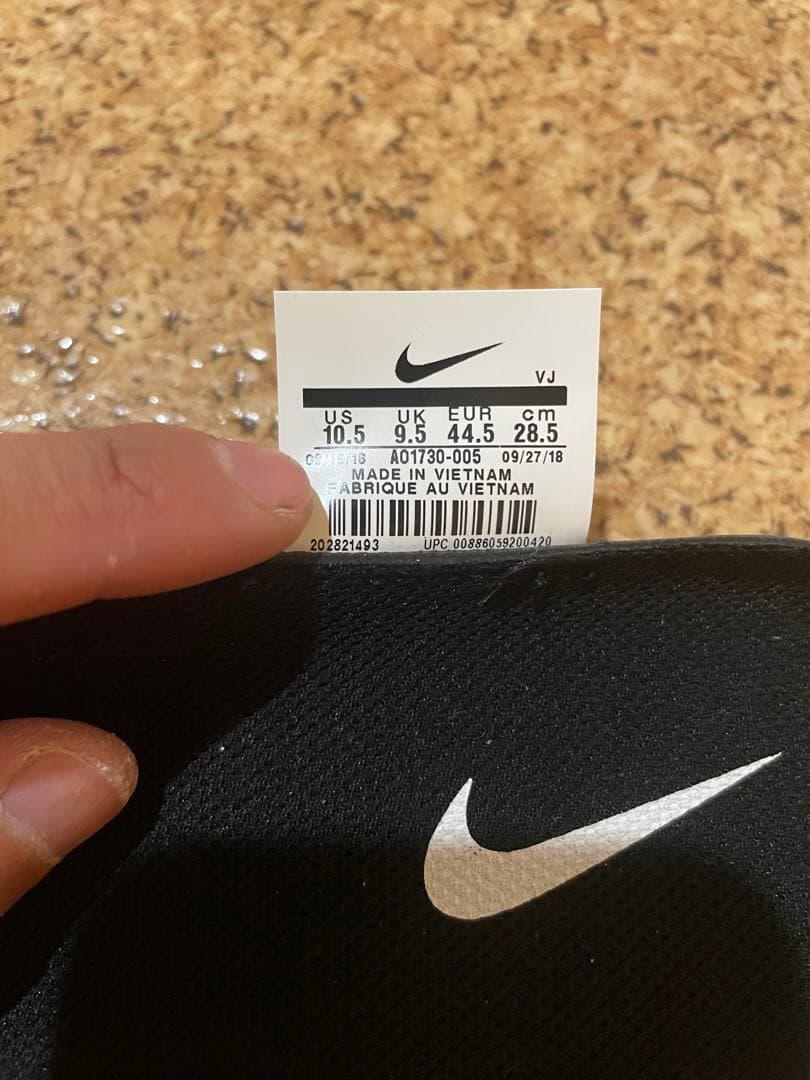 VJ
US UK EUR cm
10.5 9.5 44.5 28.5
A01730-005 09/27/18
MADE IN VIETNAM
FABRIQUE AU VIETNAM
202821493 UPC 00886059200420